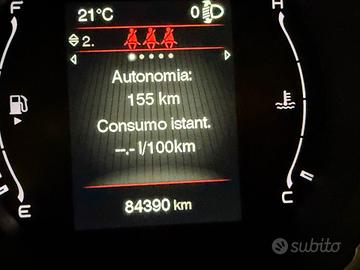 F
21°C
0
H
2.
Autonomia:
155 km
Consumo istant.
--.- l/100km
C
E
84390 km
subito